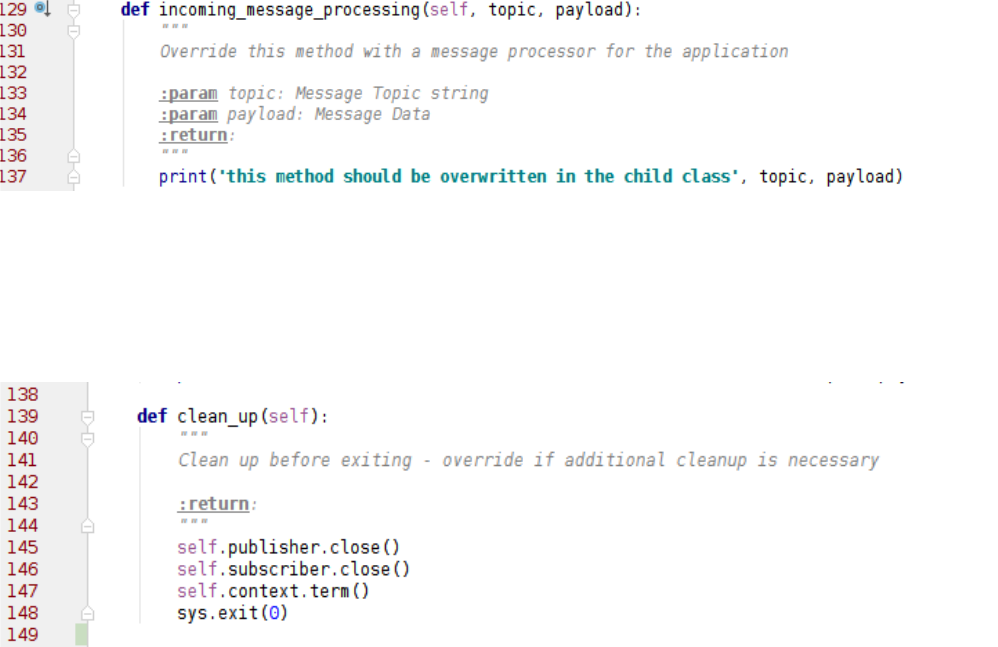 129 def incoming_message_processing(self, topic, payload):
130 """
131 Override this method with a message processor for the application
132
133 :param topic: Message Topic string
134 :param payload: Message Data
135 :return:
136 """
137 print('this method should be overwritten in the child class', topic, payload)
138
139 def clean_up(self):
140 """
141 Clean up before exiting - override if additional cleanup is necessary
142
143 :return:
144 """
145 self.publisher.close()
146 self.subscriber.close()
147 self.context.term()
148 sys.exit(0)
149